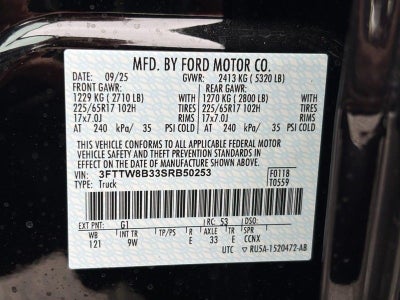 MFD. BY FORD MOTOR CO.
DATE: 09/25 GVWR: 2413 KG ( 5320 LB)
FRONT GAWR: REAR GAWR:
1229 KG ( 2710 LB) WITH 1270 KG ( 2800 LB) WITH
225/65R17 102H TIRES 225/65R17 102H TIRES
17x7.0J RIMS 17x7.0J RIMS
AT 240 kPa/ 35 PSI COLD AT 240 kPa/ 35 PSI COLD
THIS VEHICLE CONFORMS TO ALL APPLICABLE FEDERAL MOTOR
VEHICLE SAFETY, BUMPER, AND THEFT PREVENTION STANDARDS IN
EFFECT ON THE DATE OF MANUFACTURE SHOWN ABOVE.
VIN: 3FTTW8B33SRB50253 F0118
TYPE: Truck T0559
EXT PNT: G1 RC: 53 DSO:
WB INT TR TP/PS R AXLE TR SPR
121 9W E 33 E CCNX
UTC RU5A-1520472-AB